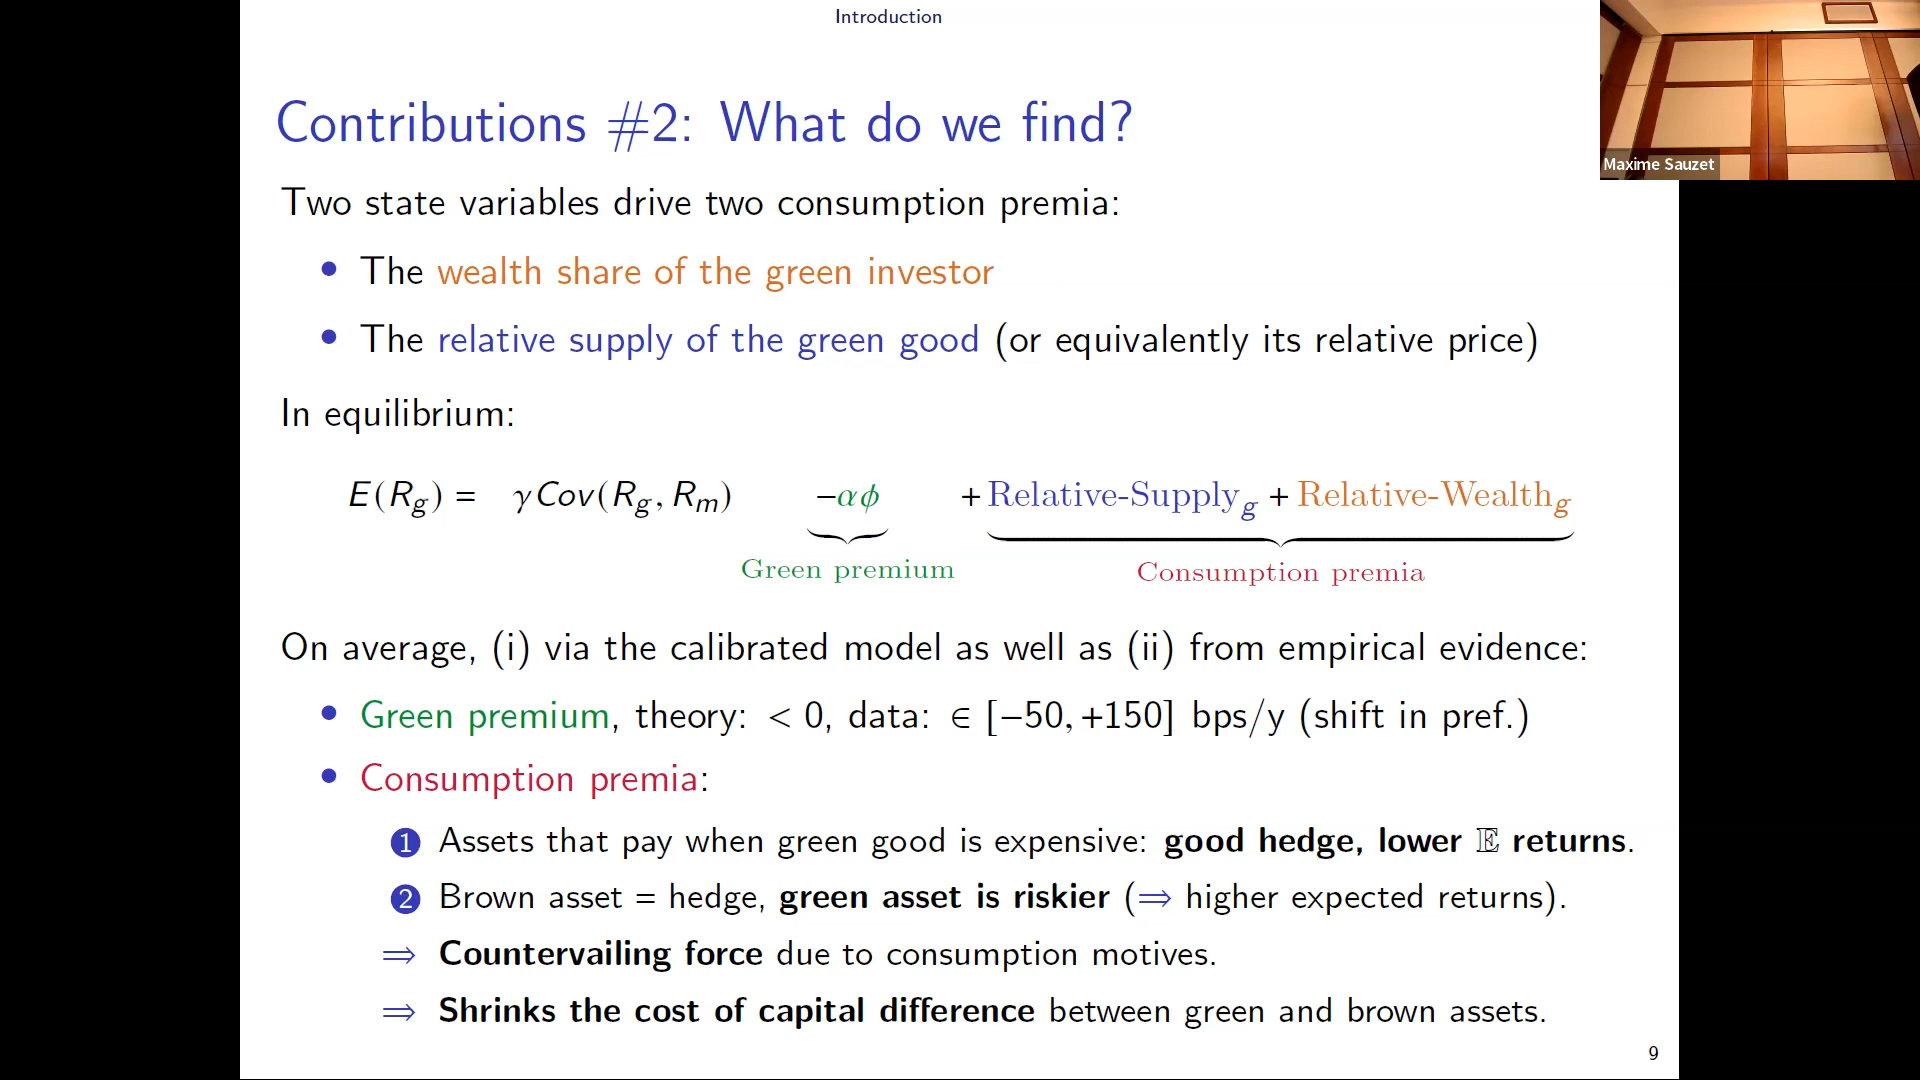 Introduction
Contributions #2: What do we find?
Maxime Sauzet
Two state variables drive two consumption premia:
• The wealth share of the green investor
• The relative supply of the green good (or equivalently its relative price)
In equilibrium:
E(R_g) = γCov(R_g, R_m) −αϕ + Relative-Supply_g + Relative-Wealth_g
Green premium Consumption premia
On average, (i) via the calibrated model as well as (ii) from empirical evidence:
• Green premium, theory: < 0, data: ∈ [−50, +150] bps/y (shift in pref.)
• Consumption premia:
1 Assets that pay when green good is expensive: good hedge, lower 𝔼 returns.
2 Brown asset = hedge, green asset is riskier (⇒ higher expected returns).
⇒ Countervailing force due to consumption motives.
⇒ Shrinks the cost of capital difference between green and brown assets.
9